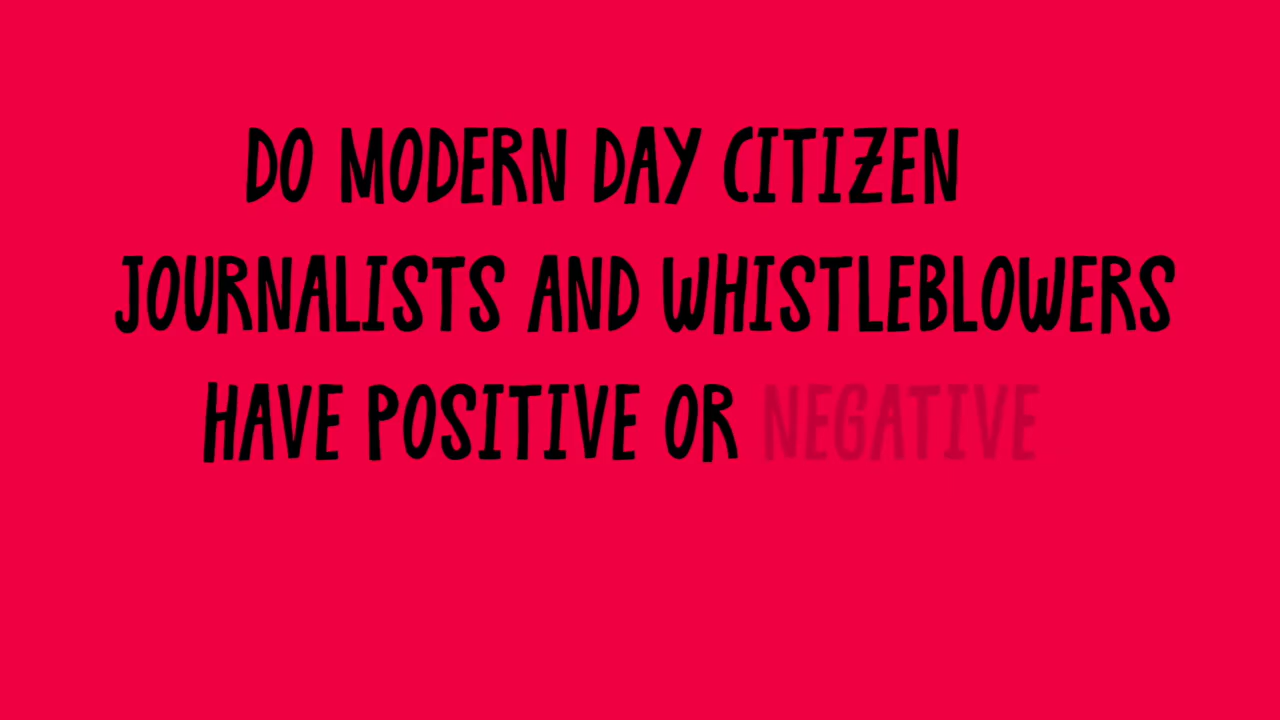 DO MODERN DAY CITIZEN
JOURNALISTS AND WHISTLEBLOWERS
HAVE POSITIVE OR NEGATIVE